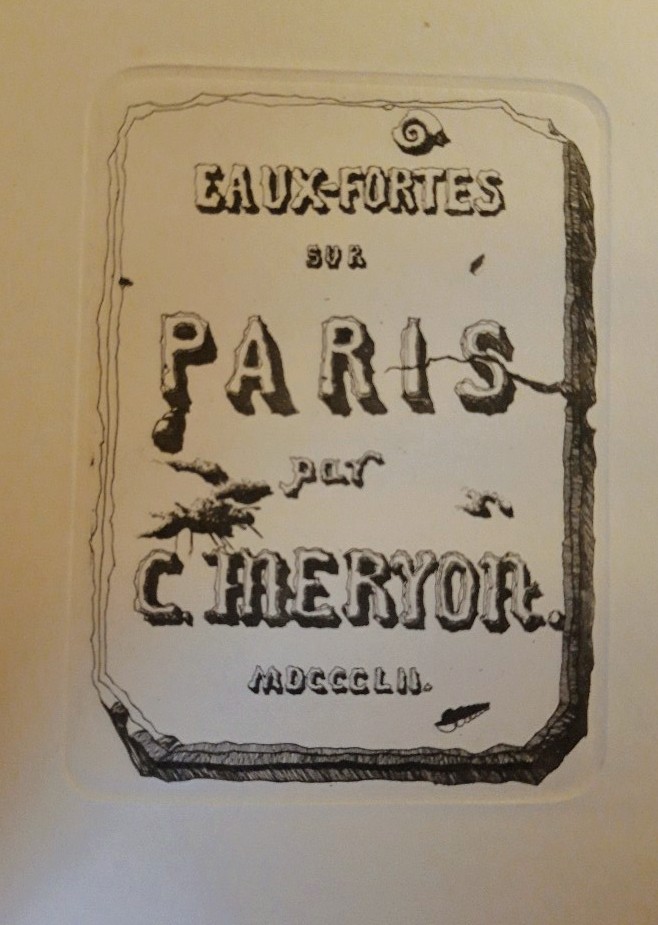 EAUX-FORTES
SUR
PARIS
par
C. MERYON.
MDCCCLII.